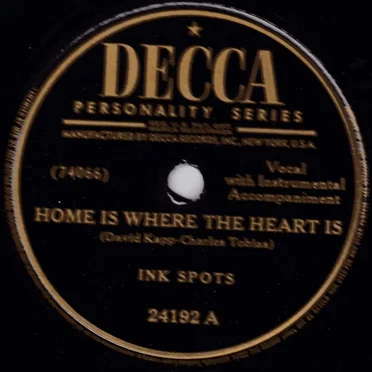 DECCA
PERSONALITY SERIES
MANUFACTURED BY DECCA RECORDS, INC., NEW YORK U.S.A.
(74066)
Vocal
with Instrumental
Accompaniment
HOME IS WHERE THE HEART IS
(David Kapp-Charles Tobias)
INK SPOTS
24192 A